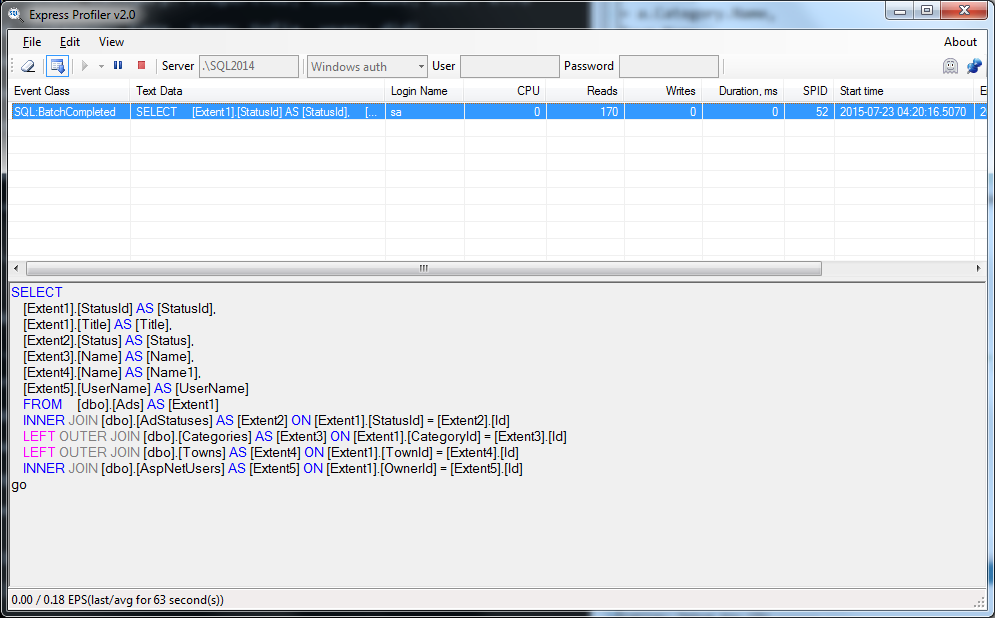 Express Profiler v2.0
= a.Category.Name,
File Edit View About
Server .\SQL2014 Windows auth User Password
Event Class Text Data Login Name CPU Reads Writes Duration, ms SPID Start time E
SQL:BatchCompleted SELECT [Extent1].[StatusId] AS [StatusId], [... sa 0 170 0 0 52 2015-07-23 04:20:16.5070 2
SELECT
[Extent1].[StatusId] AS [StatusId],
[Extent1].[Title] AS [Title],
[Extent2].[Status] AS [Status],
[Extent3].[Name] AS [Name],
[Extent4].[Name] AS [Name1],
[Extent5].[UserName] AS [UserName]
FROM [dbo].[Ads] AS [Extent1]
INNER JOIN [dbo].[AdStatuses] AS [Extent2] ON [Extent1].[StatusId] = [Extent2].[Id]
LEFT OUTER JOIN [dbo].[Categories] AS [Extent3] ON [Extent1].[CategoryId] = [Extent3].[Id]
LEFT OUTER JOIN [dbo].[Towns] AS [Extent4] ON [Extent1].[TownId] = [Extent4].[Id]
INNER JOIN [dbo].[AspNetUsers] AS [Extent5] ON [Extent1].[OwnerId] = [Extent5].[Id]
go
0.00 / 0.18 EPS(last/avg for 63 second(s))